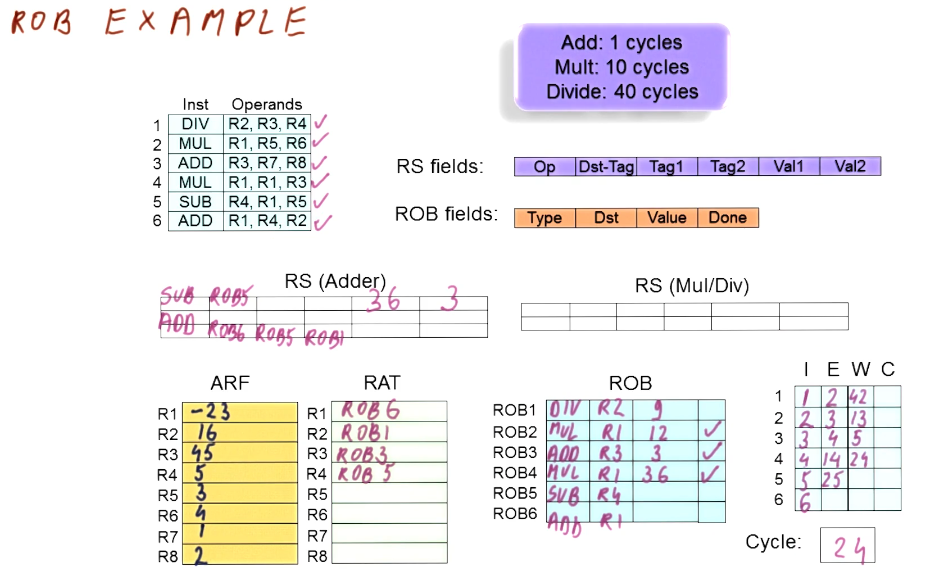 ROB EXAMPLE
Add: 1 cycles
Mult: 10 cycles
Divide: 40 cycles
Inst Operands
1 DIV R2, R3, R4 ✓
2 MUL R1, R5, R6 ✓
3 ADD R3, R7, R8 ✓
4 MUL R1, R1, R3 ✓
5 SUB R4, R1, R5 ✓
6 ADD R1, R4, R2 ✓
RS fields: Op Dst-Tag Tag1 Tag2 Val1 Val2
ROB fields: Type Dst Value Done
RS (Adder)
SUB ROB5 36 3
ADD ROB6 ROB5 ROB1
RS (Mul/Div)
ARF
R1 -23
R2 16
R3 45
R4 5
R5 3
R6 4
R7 1
R8 2
RAT
R1 ROB6
R2 ROB1
R3 ROB3
R4 ROB5
R5
R6
R7
R8
ROB
ROB1 DIV R2 9
ROB2 MUL R1 12 ✓
ROB3 ADD R3 3 ✓
ROB4 MUL R1 36 ✓
ROB5 SUB R4
ROB6 ADD R1
I E W C
1 1 2 42
2 2 3 13
3 3 4 5
4 4 14 24
5 5 25
6 6
Cycle: 24